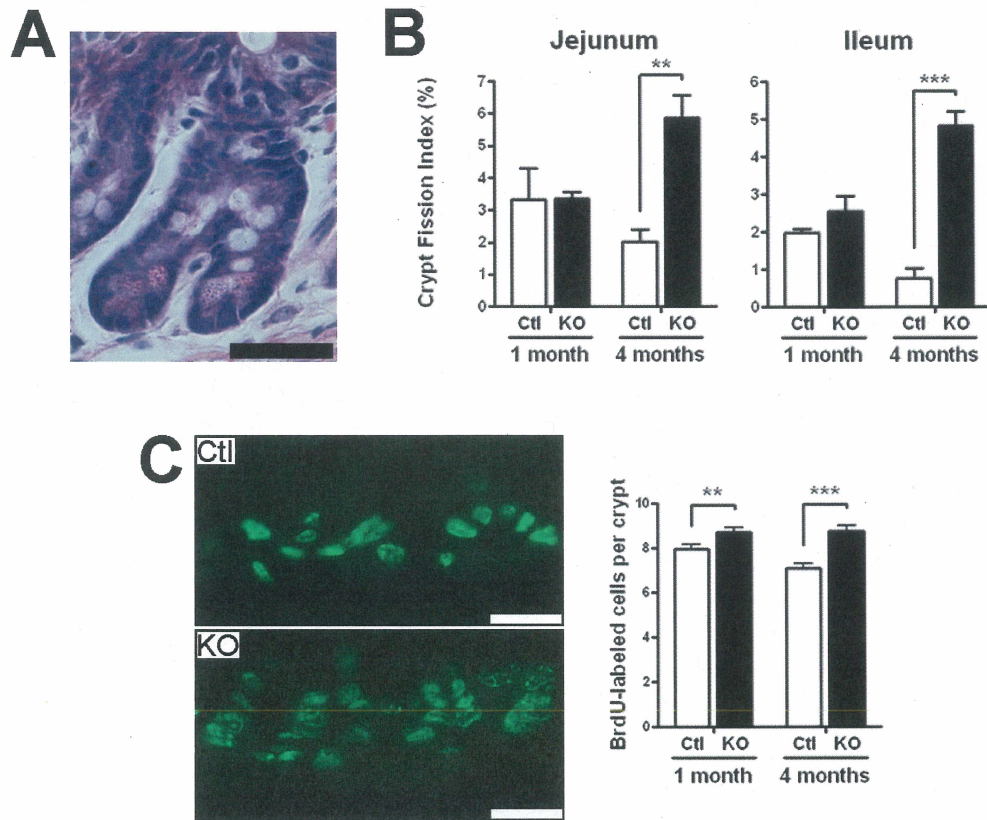 A
B
Jejunum
Ileum
Crypt Fission Index (%)
7
6
5
4
3
2
1
0
**
Ctl KO Ctl KO
1 month 4 months
6
5
4
3
2
1
0
***
Ctl KO Ctl KO
1 month 4 months
C
Ctl
KO
BrdU-labeled cells per crypt
10
8
6
4
2
0
** ***
Ctl KO Ctl KO
1 month 4 months